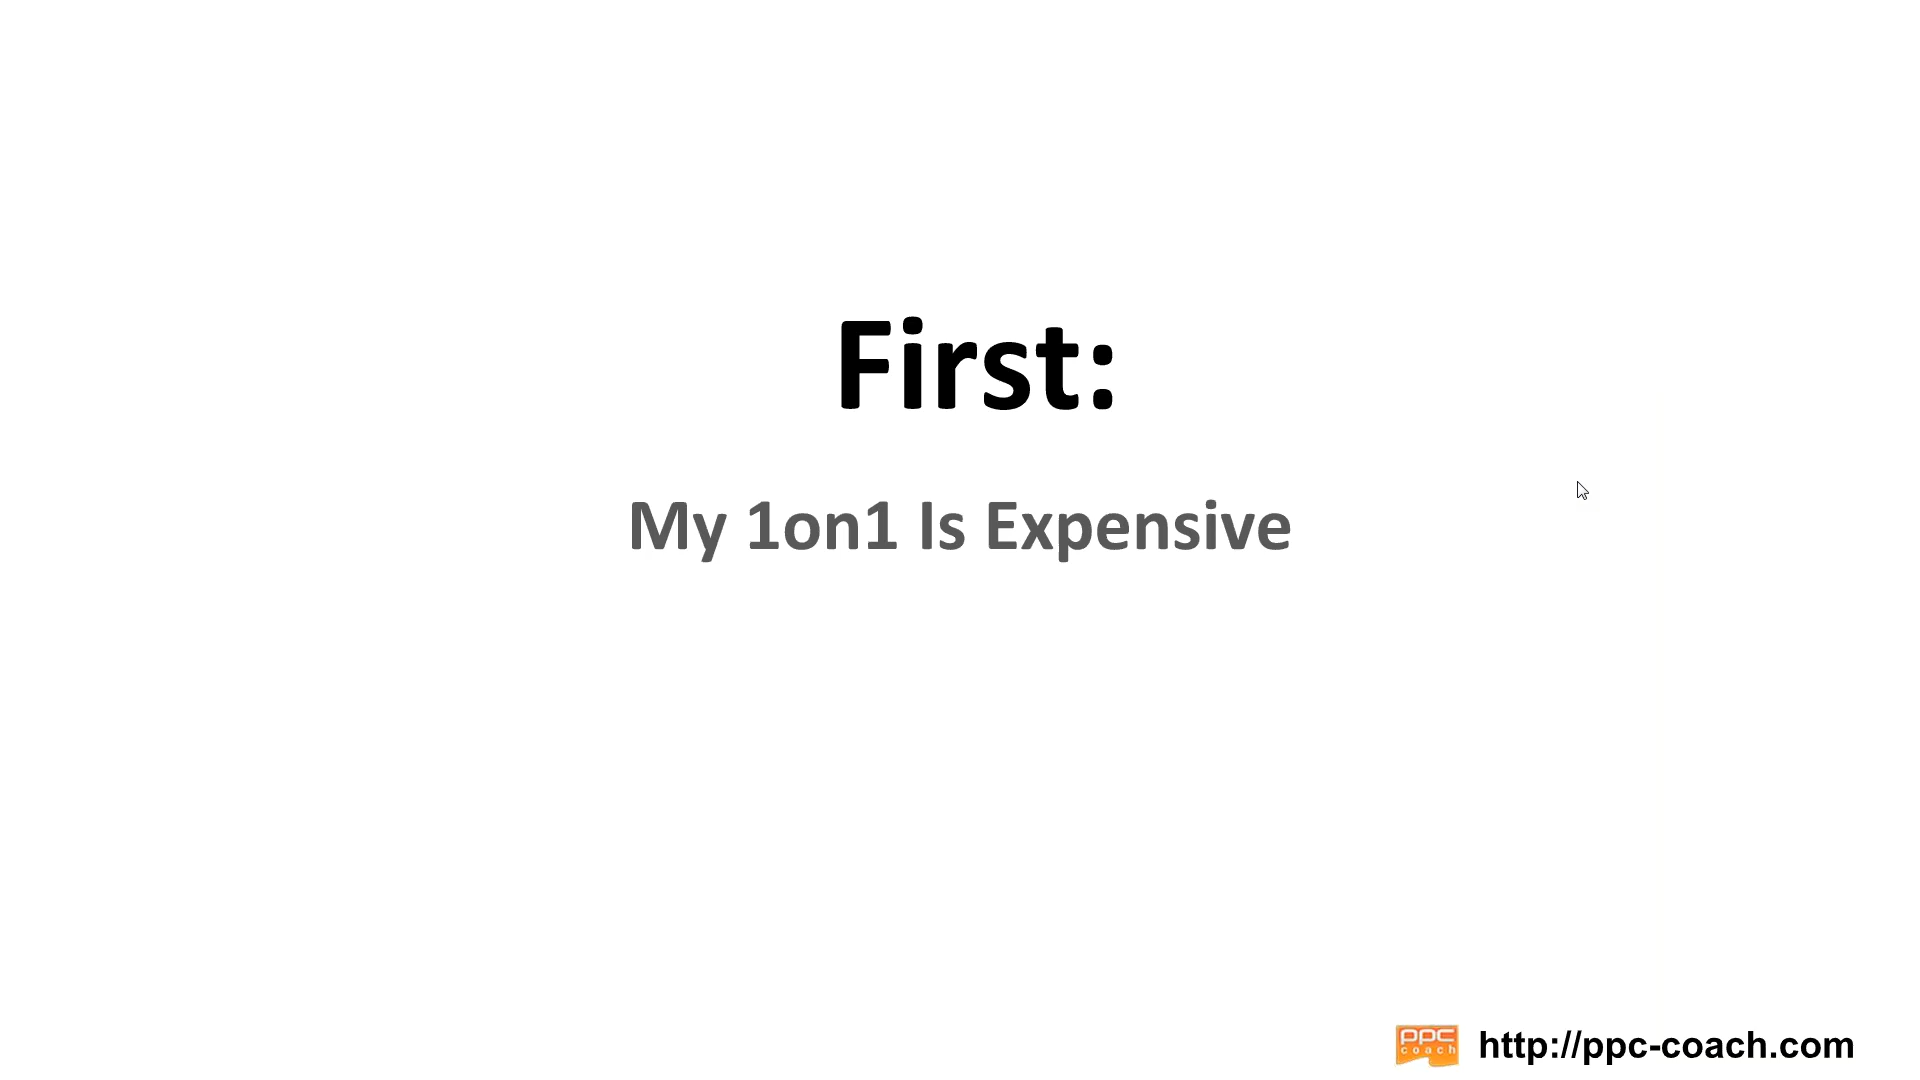 First:
My 1on1 Is Expensive
ppc
coach
http://ppc-coach.com